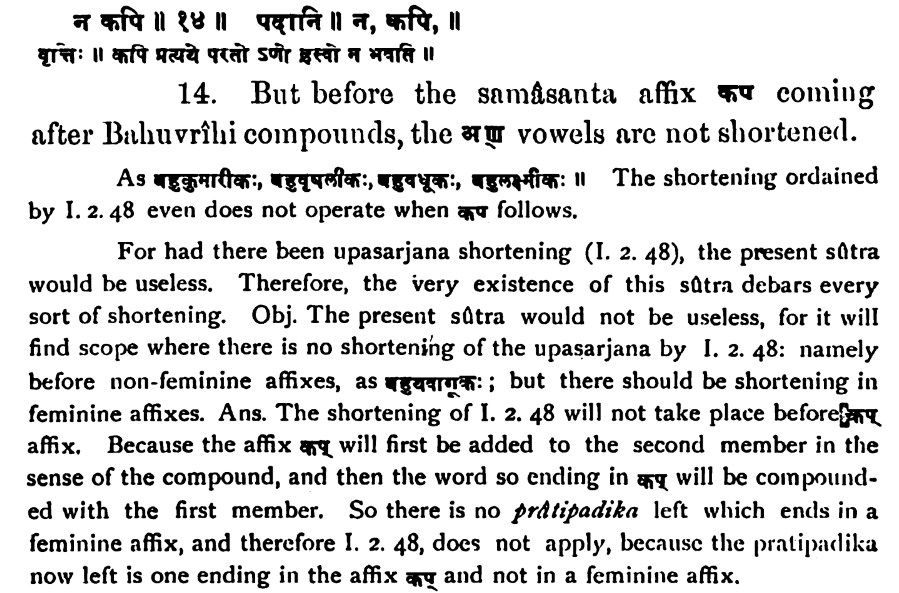 न कपि ॥ १४ ॥ पदानि ॥ न, कपि, ॥
वृत्तिः ॥ कपि प्रत्यये परतो ऽणो ह्रस्वो न भवति ॥
14. But before the samâsanta affix कप coming
after Bahuvrîhi compounds, the अण् vowels are not shortened.
As बहुकुमारीकः, बहुवृषलीकः, बहुवधूकः, बहुलक्ष्मीकः ॥ The shortening ordained
by I. 2. 48 even does not operate when कप follows.
For had there been upasarjana shortening (I. 2. 48), the present sûtra
would be useless. Therefore, the very existence of this sûtra debars every
sort of shortening. Obj. The present sûtra would not be useless, for it will
find scope where there is no shortening of the upasarjana by I. 2. 48: namely
before non-feminine affixes, as बहुयवागूकः ; but there should be shortening in
feminine affixes. Ans. The shortening of I. 2. 48 will not take place before कप्
affix. Because the affix कप् will first be added to the second member in the
sense of the compound, and then the word so ending in कप् will be compound-
ed with the first member. So there is no prâtipadika left which ends in a
feminine affix, and therefore I. 2. 48, does not apply, because the pratipadika
now left is one ending in the affix कप् and not in a feminine affix.